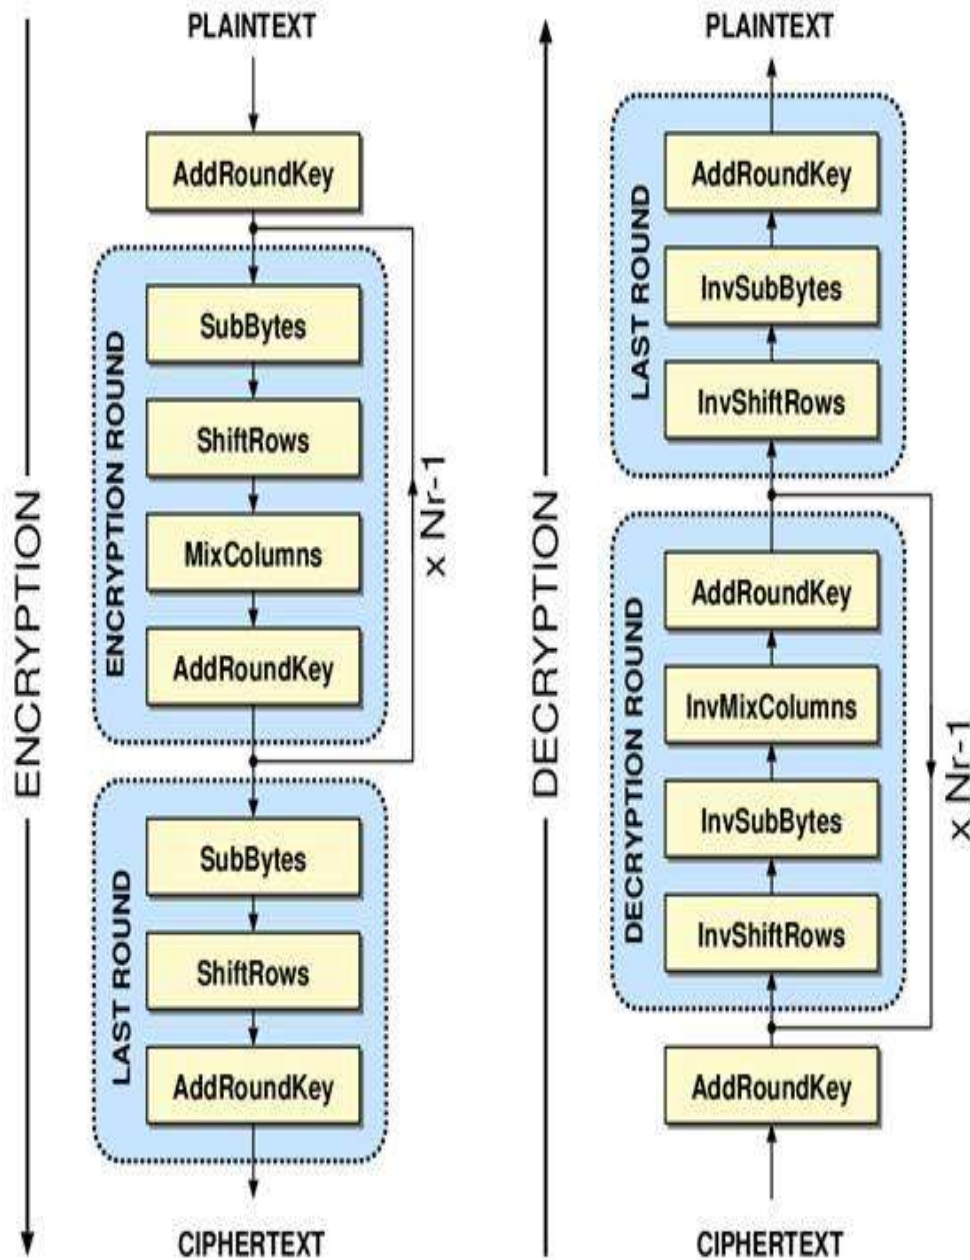 ENCRYPTION
PLAINTEXT
AddRoundKey
ENCRYPTION ROUND
SubBytes
ShiftRows
MixColumns
AddRoundKey
x Nr-1
LAST ROUND
SubBytes
ShiftRows
AddRoundKey
CIPHERTEXT
DECRYPTION
PLAINTEXT
LAST ROUND
AddRoundKey
InvSubBytes
InvShiftRows
DECRYPTION ROUND
AddRoundKey
InvMixColumns
InvSubBytes
InvShiftRows
x Nr-1
AddRoundKey
CIPHERTEXT